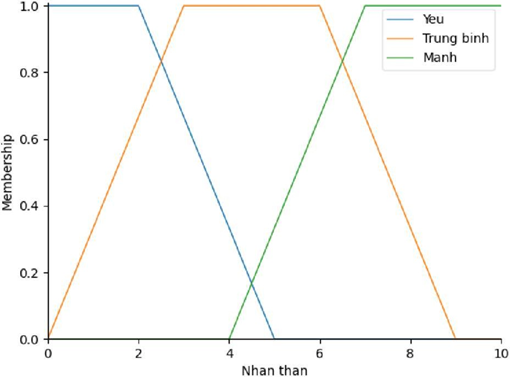 1.0
Yeu
Trung binh
Manh
0.8
0.6
0.4
0.2
0.0
Membership
0 2 4 6 8 10
Nhan than